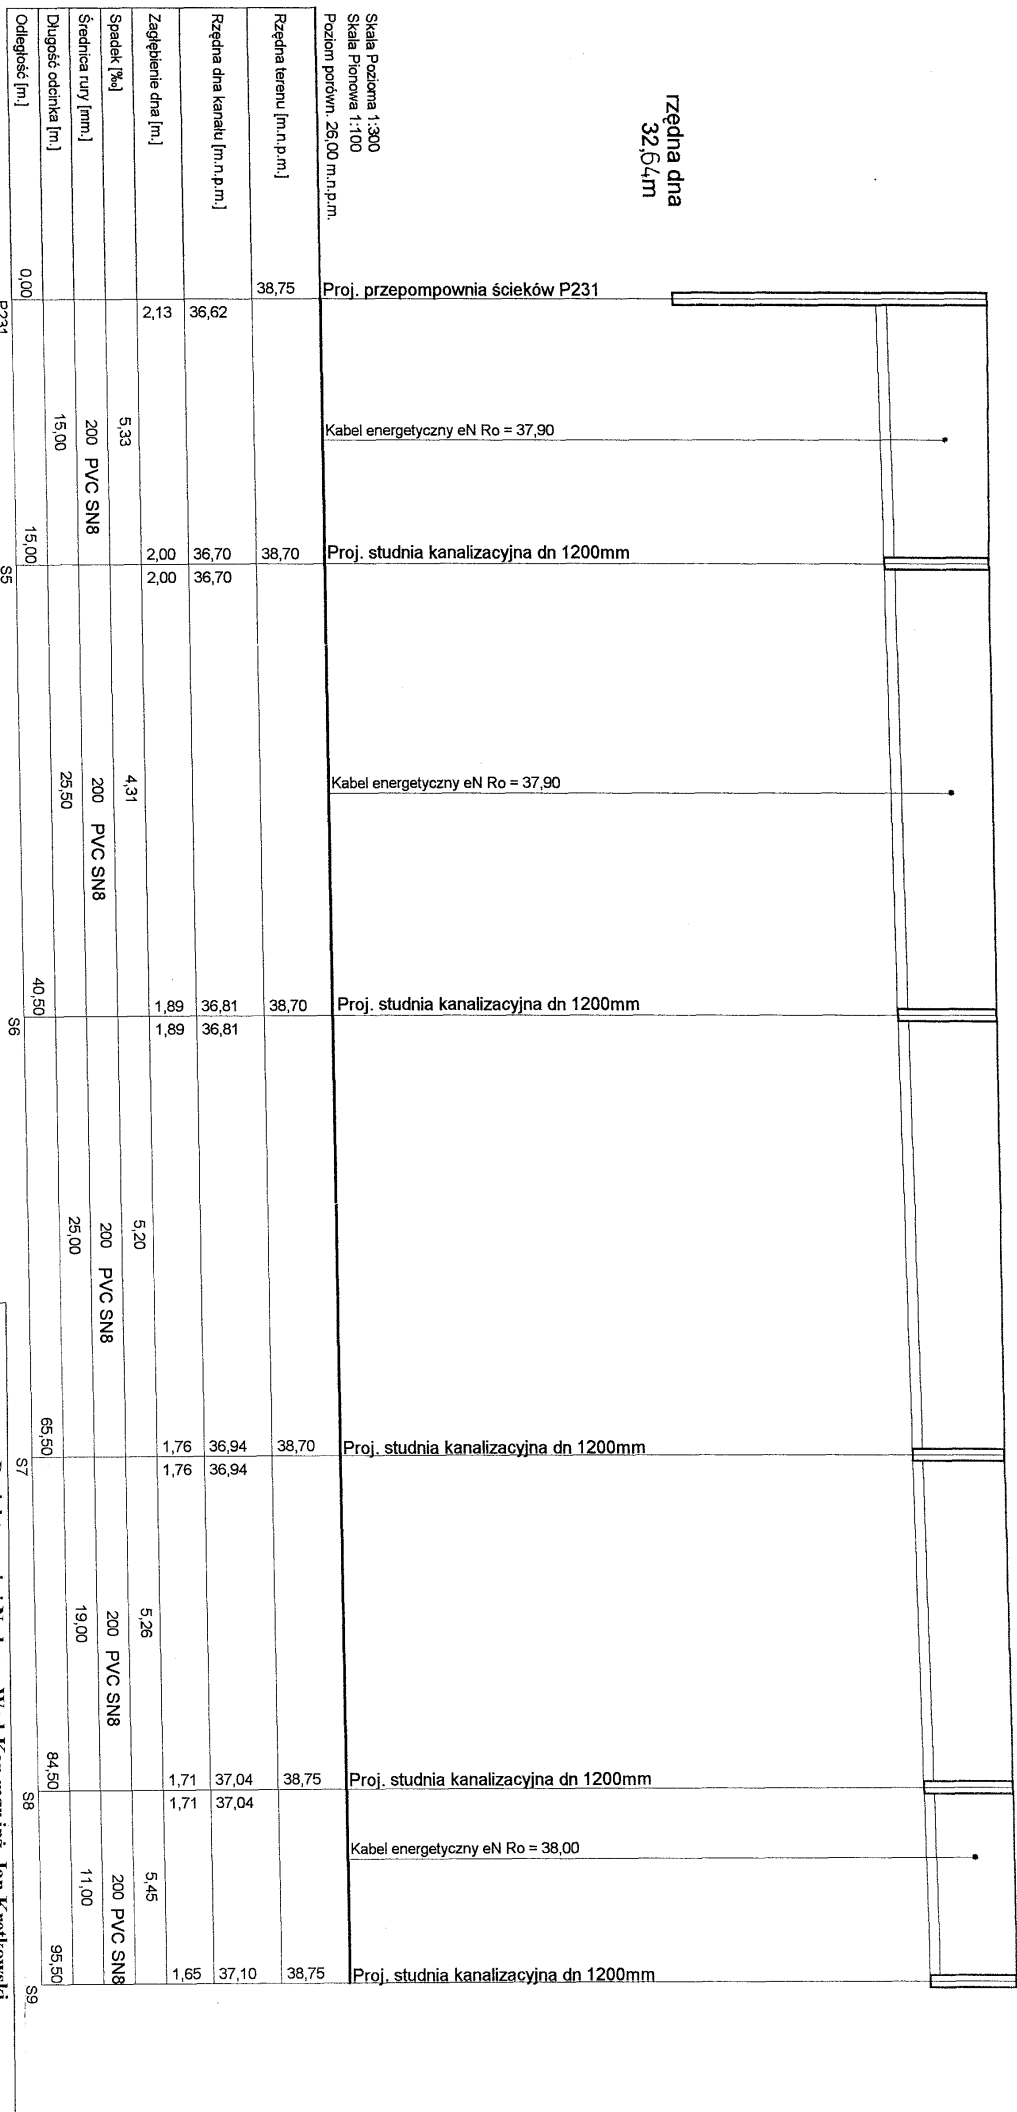 rzędna dna
32,64m
Skala Pozioma 1:300
Skala Pionowa 1:100
Poziom porówn. 26,00 m.n.p.m.
Proj. przepompownia ścieków P231
Kabel energetyczny eN Ro = 37,90
Proj. studnia kanalizacyjna dn 1200mm
Kabel energetyczny eN Ro = 37,90
Proj. studnia kanalizacyjna dn 1200mm
Proj. studnia kanalizacyjna dn 1200mm
Proj. studnia kanalizacyjna dn 1200mm
Kabel energetyczny eN Ro = 38,00
Proj. studnia kanalizacyjna dn 1200mm
Rzędna terenu [m.n.p.m.] 38,75 38,70 38,70 38,70 38,75 38,75
Rzędna dna kanału [m.n.p.m.] 36,62 36,70 36,70 36,81 36,81 36,94 36,94 37,04 37,04 37,10
Zagłębienie dna [m.] 2,13 2,00 2,00 1,89 1,89 1,76 1,76 1,71 1,71 1,65
Spadek [‰] 5,33 4,31 5,20 5,26 5,45
Średnica rury [mm.] 200 PVC SN8 200 PVC SN8 200 PVC SN8 200 PVC SN8 200 PVC SN8
Długość odcinka [m.] 15,00 25,50 25,00 19,00 11,00
Odległość [m.] 0,00 15,00 40,50 65,50 84,50 95,50
P231 S5 S6 S7 S8 S9